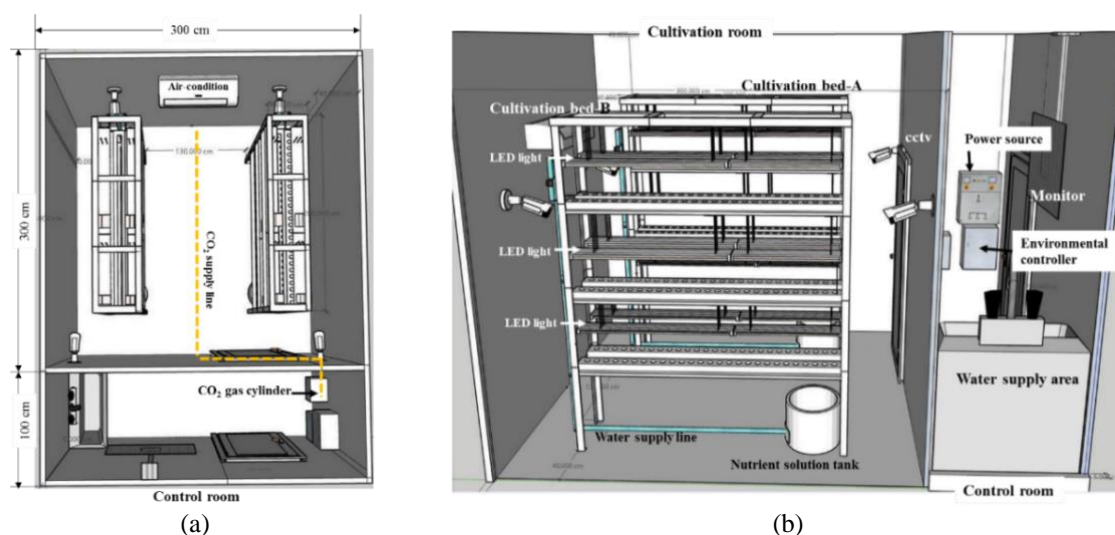 300 cm
Air-condition
300 cm
CO₂ supply line
CO₂ gas cylinder
100 cm
Control room
(a)
Cultivation room
Cultivation bed-A
Cultivation bed-B
LED light
cctv
Power source
Monitor
LED light
Environmental
controller
LED light
Water supply area
Water supply line
Nutrient solution tank
Control room
(b)